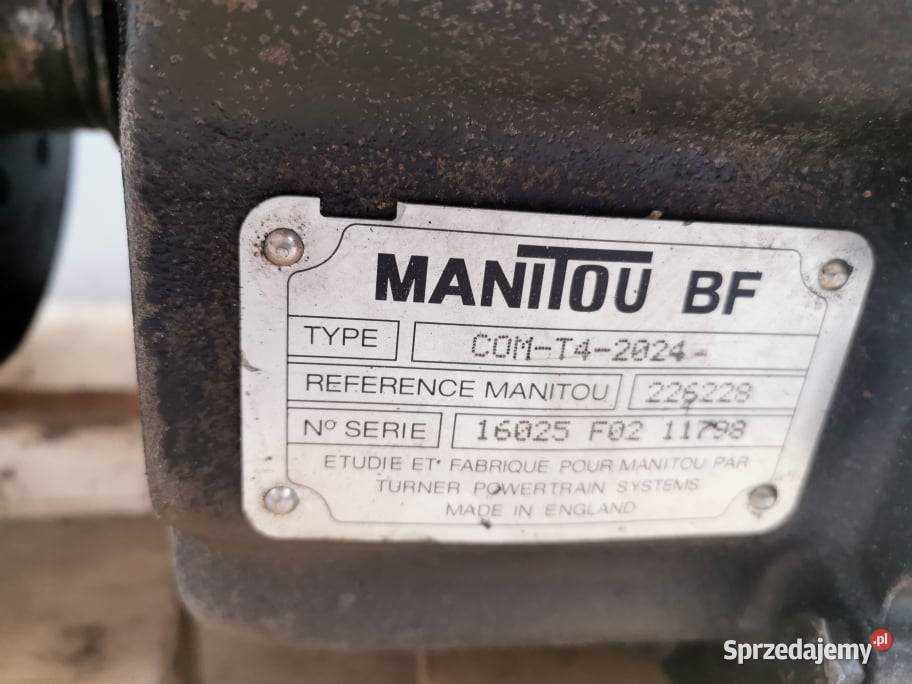 MANITOU BF
TYPE COM-T4-2024-
REFERENCE MANITOU 226228
Nº SERIE 16025 F02 11798
ETUDIE ET FABRIQUE POUR MANITOU PAR
TURNER POWERTRAIN SYSTEMS
MADE IN ENGLAND
Sprzedajemy.pl